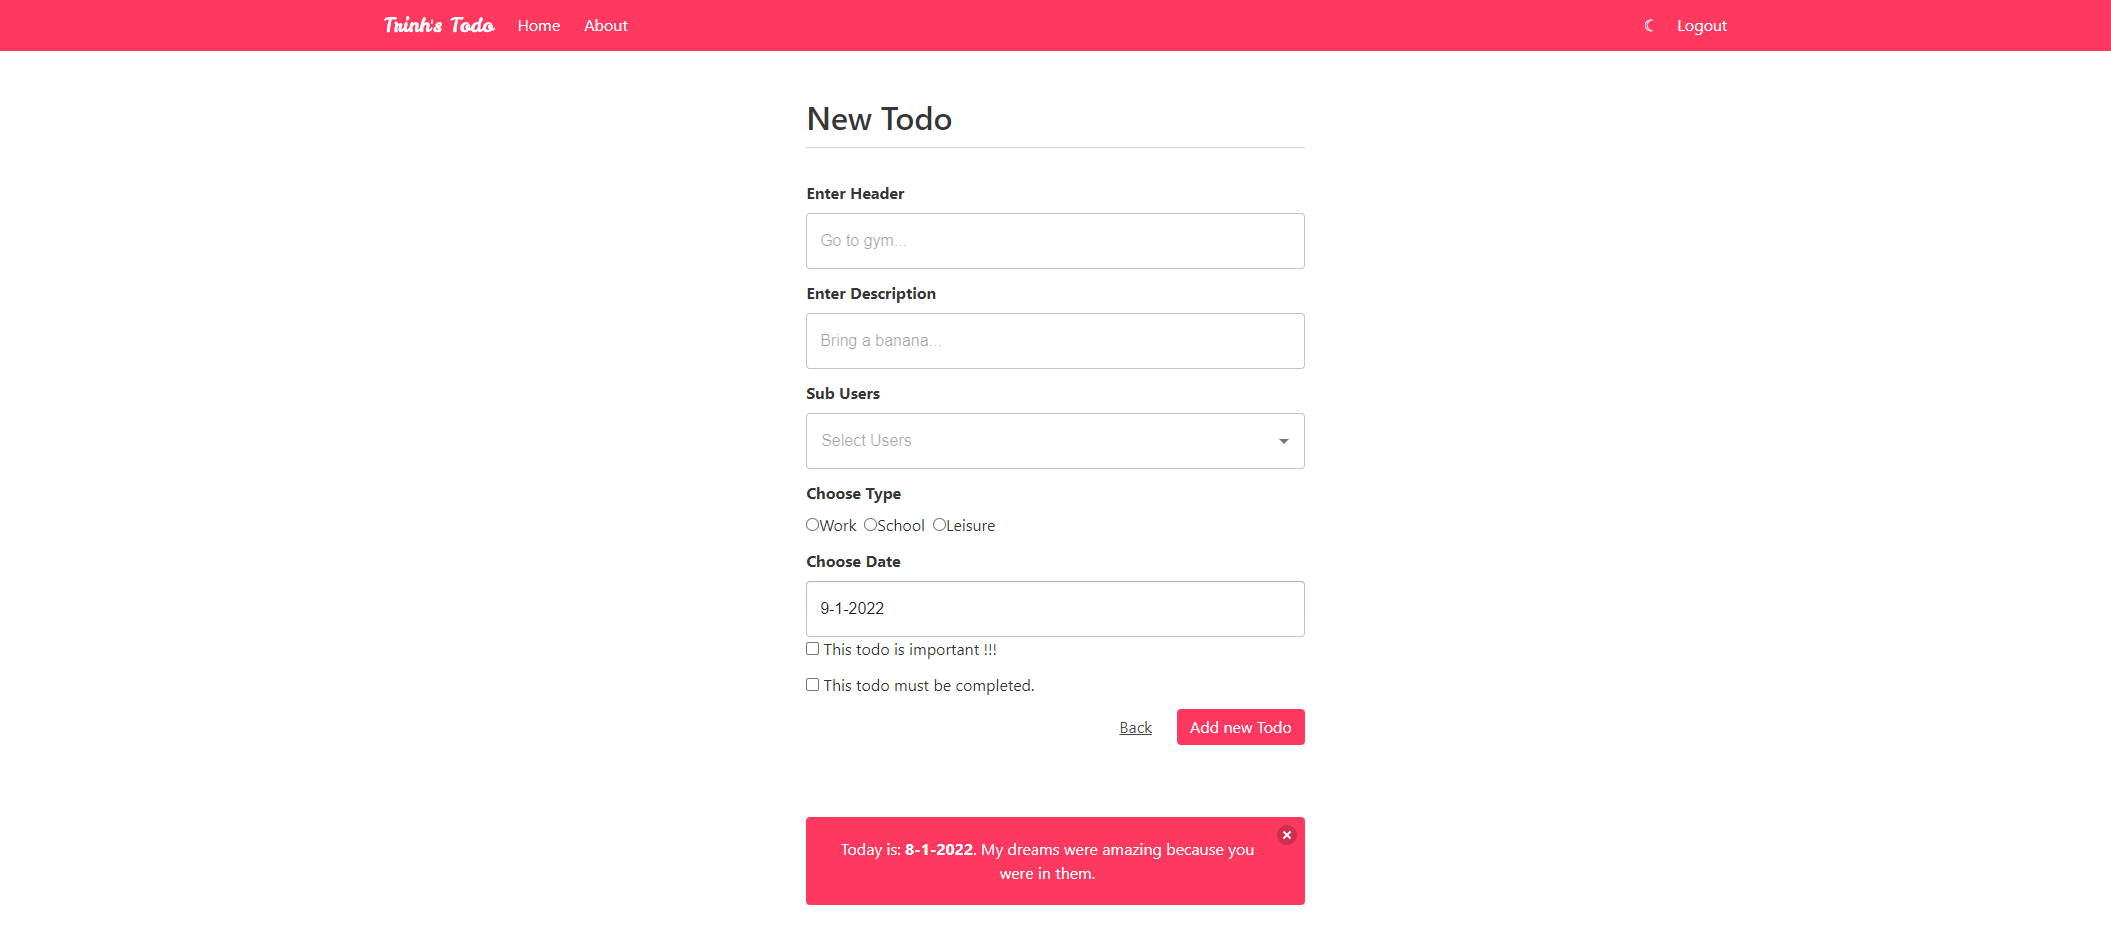 Trinh's Todo Home About Logout
New Todo
Enter Header
Go to gym...
Enter Description
Bring a banana...
Sub Users
Select Users
Choose Type
Work School Leisure
Choose Date
9-1-2022
This todo is important !!!
This todo must be completed.
Back Add new Todo
Today is: 8-1-2022. My dreams were amazing because you
were in them.